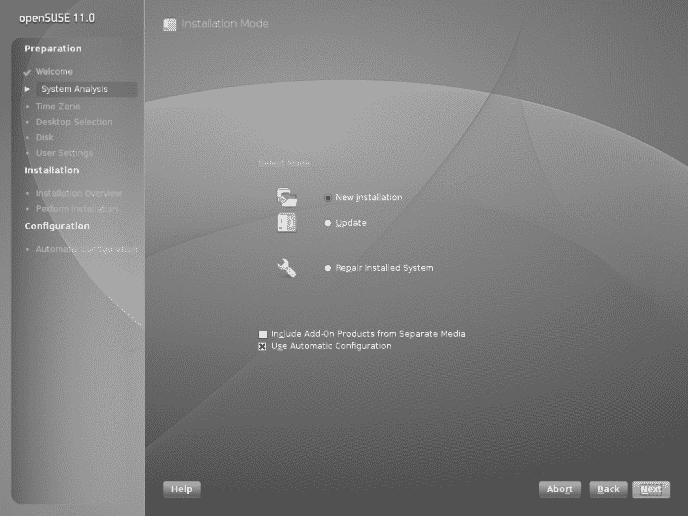 openSUSE 11.0
Preparation
Welcome
System Analysis
Time Zone
Desktop Selection
Disk
User Settings
Installation
Installation Overview
Perform Installation
Configuration
Automatic Configuration
Installation Mode
Select Mode
New Installation
Update
Repair Installed System
Include Add-On Products from Separate Media
Use Automatic Configuration
Help
Abort
Back
Next